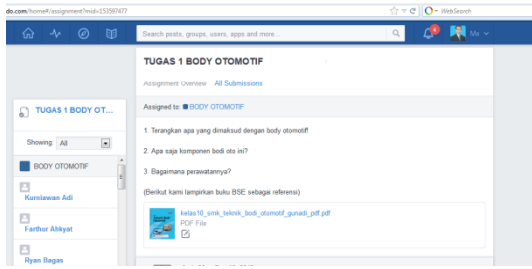 do.com/home#/assignment?mid=153597477
WebSearch
Search posts, groups, users, apps and more...
Me
TUGAS 1 BODY OT...
Showing: All
BODY OTOMOTIF
Kurniawan Adi
Farthur Ahkyat
Ryan Bagas
TUGAS 1 BODY OTOMOTIF
Assignment Overview All Submissions
Assigned to: BODY OTOMOTIF
1. Terangkan apa yang dimaksud dengan body otomotif!
2. Apa saja komponen bodi oto ini?
3. Bagaimana perawatannya?
(Berikut kami lampirkan buku BSE sebagai referensi)
kelas10_smk_teknik_bodi_otomotif_gunadi_pdf.pdf
PDF File